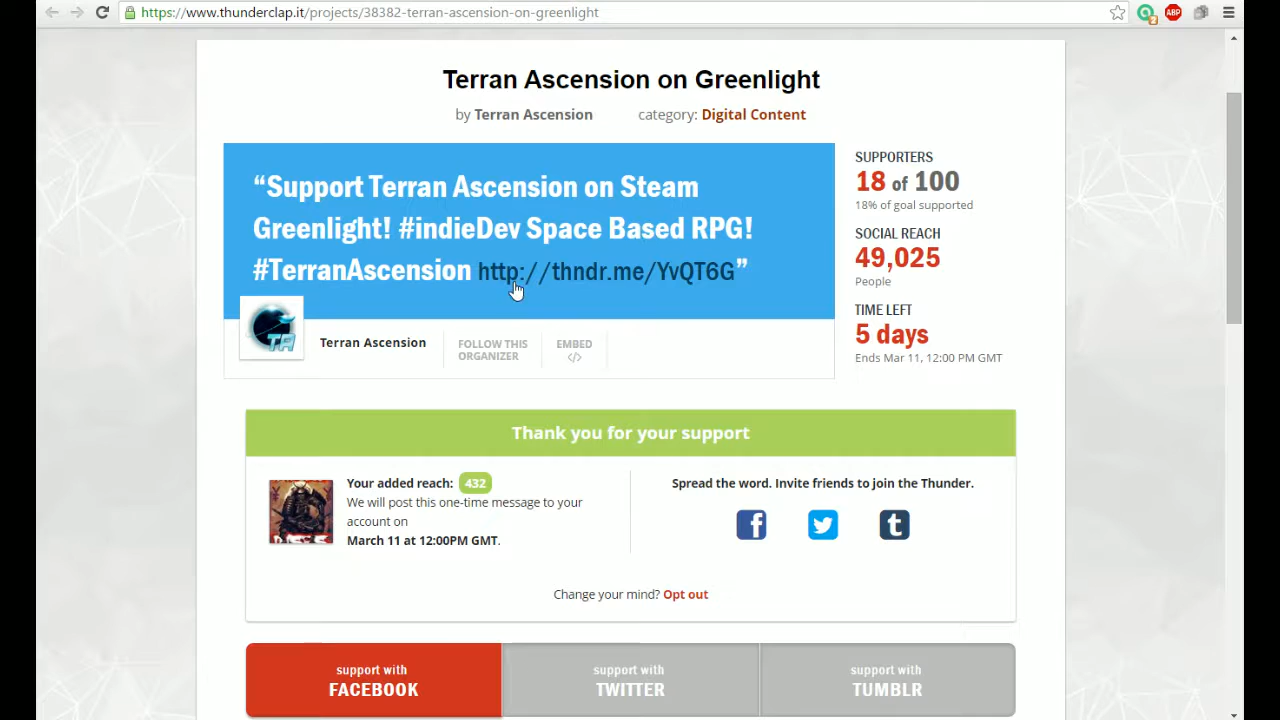 https://www.thunderclap.it/projects/38382-terran-ascension-on-greenlight
2
ABP
Terran Ascension on Greenlight
by Terran Ascension category: Digital Content
“Support Terran Ascension on Steam
Greenlight! #indieDev Space Based RPG!
#TerranAscension http://thndr.me/YvQT6G”
SUPPORTERS
18 of 100
18% of goal supported
SOCIAL REACH
49,025
People
TIME LEFT
5 days
Ends Mar 11, 12:00 PM GMT
TA
Terran Ascension
FOLLOW THIS
ORGANIZER
EMBED
</>
Thank you for your support
Your added reach: 432
We will post this one-time message to your
account on
March 11 at 12:00PM GMT.
Spread the word. Invite friends to join the Thunder.
f
t
Change your mind? Opt out
support with
FACEBOOK
support with
TWITTER
support with
TUMBLR